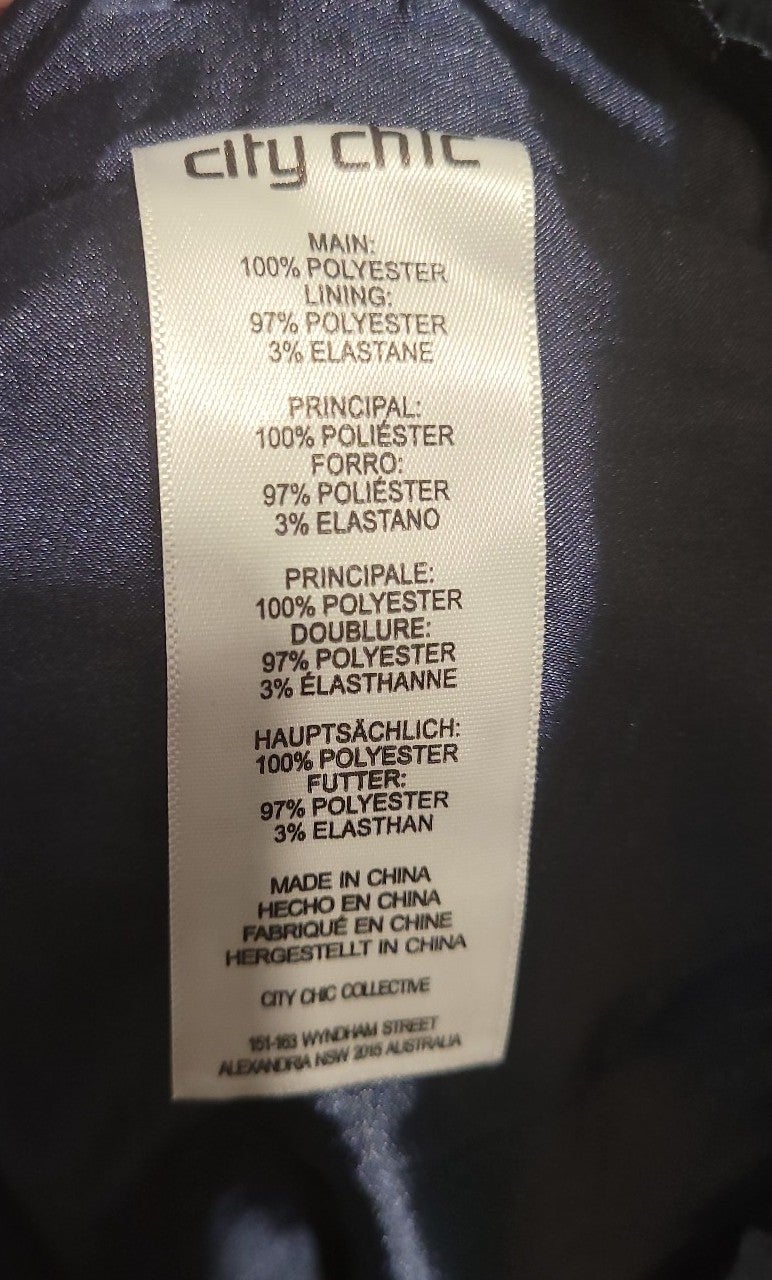 city chic
MAIN:
100% POLYESTER
LINING:
97% POLYESTER
3% ELASTANE
PRINCIPAL:
100% POLIÉSTER
FORRO:
97% POLIÉSTER
3% ELASTANO
PRINCIPALE:
100% POLYESTER
DOUBLURE:
97% POLYESTER
3% ÉLASTHANNE
HAUPTSÄCHLICH:
100% POLYESTER
FUTTER:
97% POLYESTER
3% ELASTHAN
MADE IN CHINA
HECHO EN CHINA
FABRIQUÉ EN CHINE
HERGESTELLT IN CHINA
CITY CHIC COLLECTIVE
151-163 WYNDHAM STREET
ALEXANDRIA NSW 2015 AUSTRALIA